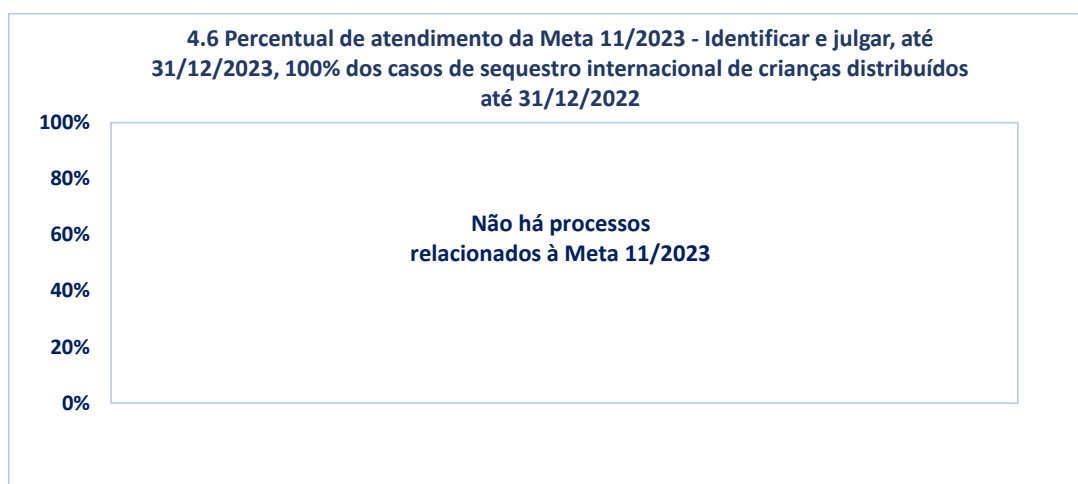 4.6 Percentual de atendimento da Meta 11/2023 - Identificar e julgar, até
31/12/2023, 100% dos casos de sequestro internacional de crianças distribuídos
até 31/12/2022
100%
80%
60%
40%
20%
0%
Não há processos
relacionados à Meta 11/2023